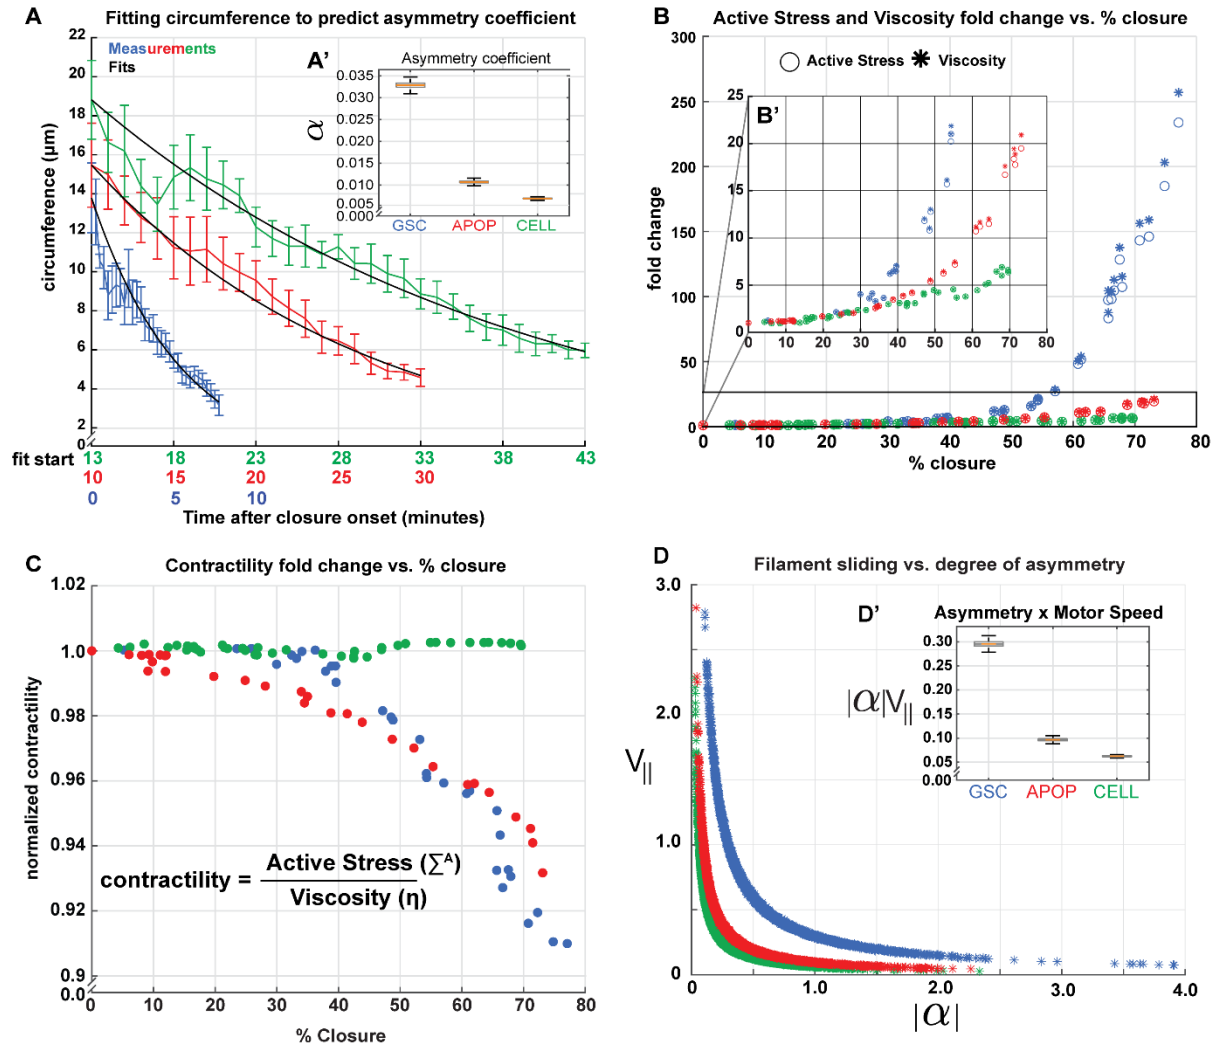 A
Fitting circumference to predict asymmetry coefficient
22
20
18
16
14
12
10
8
6
4
2
0
circumference (μm)
Measurements
Fits
A'
Asymmetry coefficient
0.035
0.030
0.025
0.020
0.015
0.010
0.005
0.000
α
GSC APOP CELL
fit start
13 18 23 28 33 38 43
10 15 20 25 30
0 5 10
Time after closure onset (minutes)
B
Active Stress and Viscosity fold change vs. % closure
300
250
200
150
100
50
0
fold change
Active Stress Viscosity
B'
25
20
15
10
5
0
0 10 20 30 40 50 60 70 80
0 10 20 30 40 50 60 70 80
% closure
C
Contractility fold change vs. % closure
1.02
1.00
0.98
0.96
0.94
0.92
0.9
0.0
normalized contractility
contractility = Active Stress (∑ᴬ)
Viscosity (η)
0 10 20 30 40 50 60 70 80
% Closure
D
Filament sliding vs. degree of asymmetry
3.0
2.0
1.0
0
V||
D'
Asymmetry x Motor Speed
0.30
0.25
0.20
0.15
0.10
0.05
0.00
|α|V||
GSC APOP CELL
0 1.0 2.0 3.0 4.0
|α|